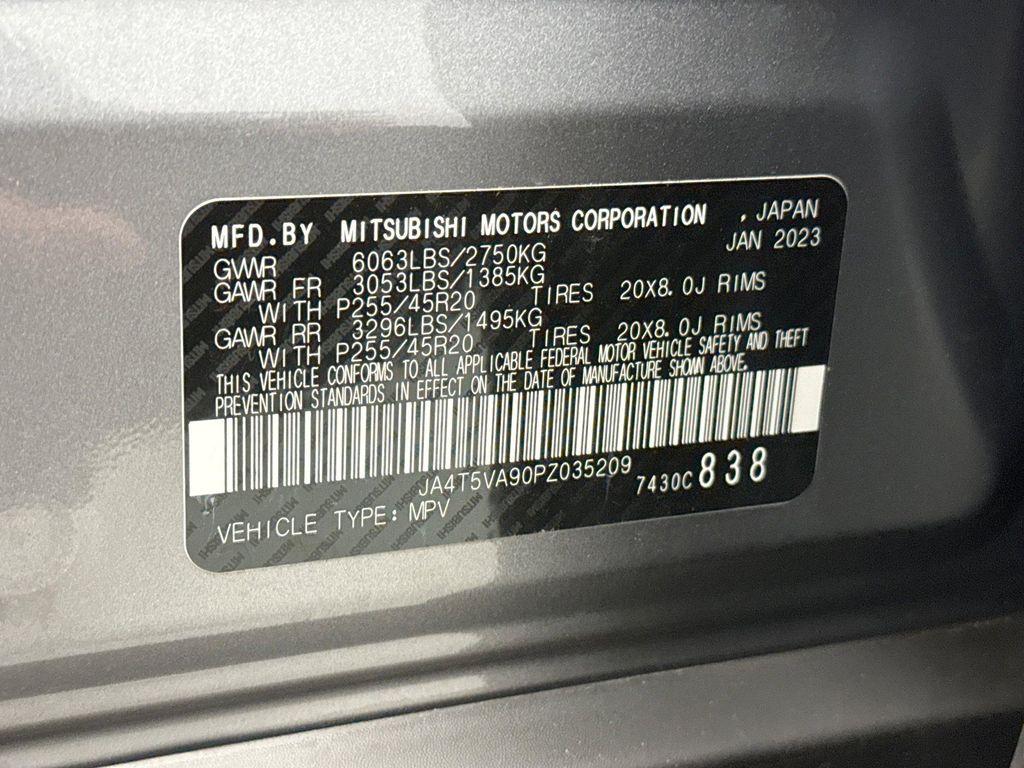 MFD.BY MITSUBISHI MOTORS CORPORATION , JAPAN
JAN 2023
GVWR 6063LBS/2750KG
GAWR FR 3053LBS/1385KG
WITH P255/45R20 TIRES 20X8.0J RIMS
GAWR RR 3296LBS/1495KG
WITH P255/45R20 TIRES 20X8.0J RIMS
THIS VEHICLE CONFORMS TO ALL APPLICABLE FEDERAL MOTOR VEHICLE SAFETY AND THEFT
PREVENTION STANDARDS IN EFFECT ON THE DATE OF MANUFACTURE SHOWN ABOVE.
JA4T5VA90PZ035209
7430C838
VEHICLE TYPE: MPV